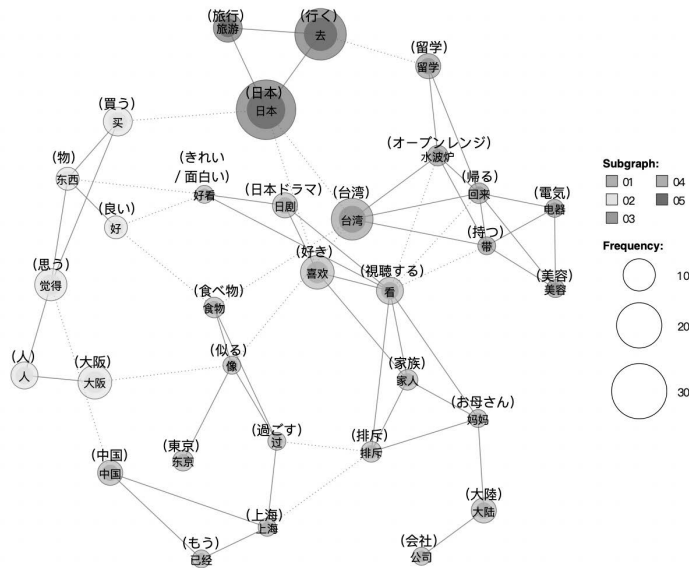 (旅行)
旅游
(行く)
去
(留学)
留学
(日本)
日本
(買う)
买
(オーブンレンジ)
水波炉
(物)
东西
(きれい
/ 面白い)
好看
(日本ドラマ)
日剧
(台湾)
台湾
(帰る)
回来
(電気)
电器
(良い)
好
(持つ)
带
(思う)
觉得
(好き)
喜欢
(視聴する)
看
(美容)
美容
(食べ物)
食物
(人)
人
(大阪)
大阪
(似る)
像
(家族)
家人
(お母さん)
妈妈
(東京)
东京
(過ごす)
过
(排斥)
排斥
(中国)
中国
(大陸)
大陆
(上海)
上海
(もう)
已经
(会社)
公司
Subgraph:
01
04
02
05
03
Frequency:
10
20
30